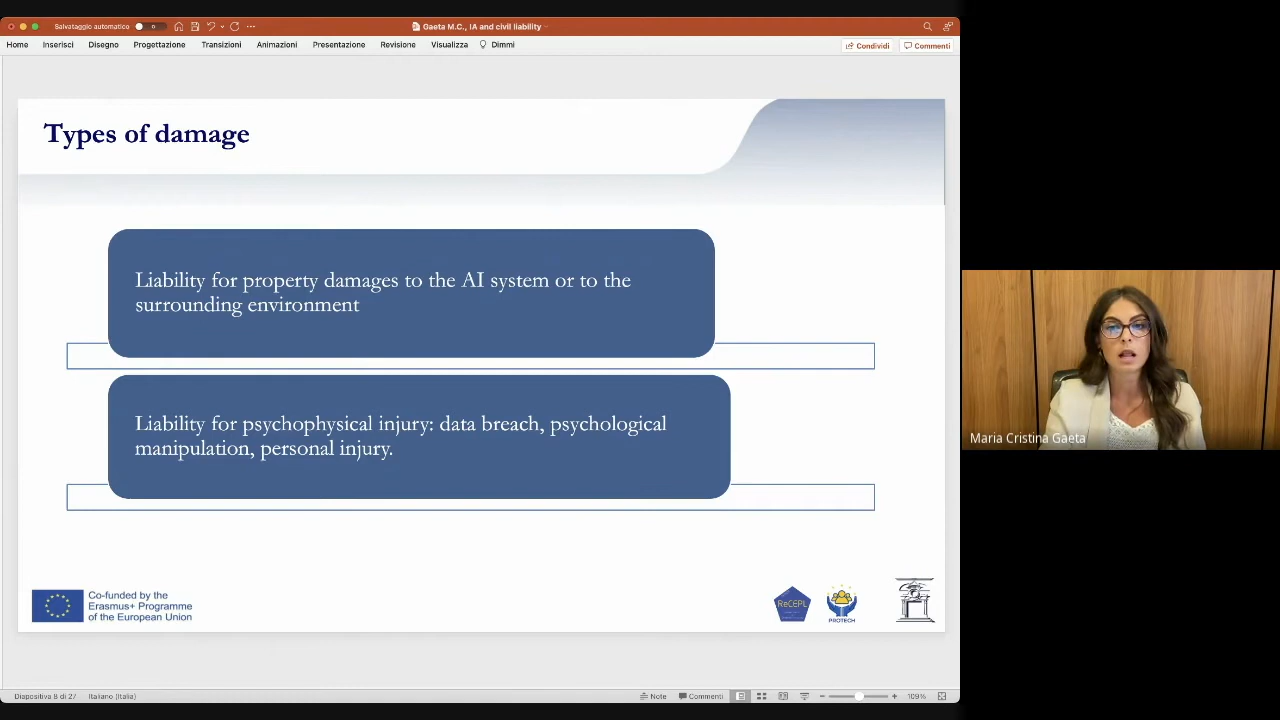 Salvataggio automatico
Gaeta M.C., IA and civil liability
Home Inserisci Disegno Progettazione Transizioni Animazioni Presentazione Revisione Visualizza Dimmi
Condividi Commenti
Types of damage
Liability for property damages to the AI system or to the
surrounding environment
Liability for psychophysical injury: data breach, psychological
manipulation, personal injury.
Maria Cristina Gaeta
Co-funded by the
Erasmus+ Programme
of the European Union
ReCEPL
PROTECH
Diapositiva 8 di 27 Italiano (Italia)
Note Commenti 109%